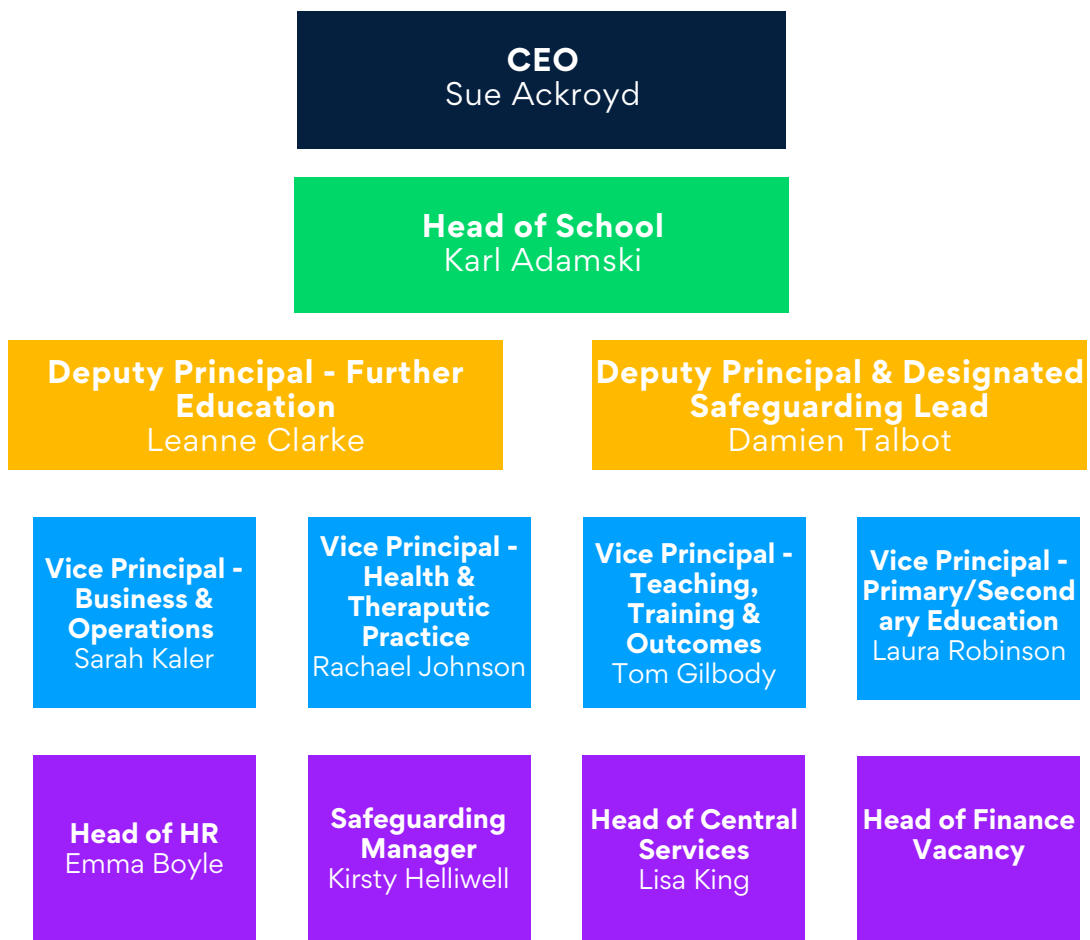 CEO
Sue Ackroyd
Head of School
Karl Adamski
Deputy Principal - Further
Education
Leanne Clarke
Deputy Principal & Designated
Safeguarding Lead
Damien Talbot
Vice Principal -
Business &
Operations
Sarah Kaler
Vice Principal -
Health &
Theraputic
Practice
Rachael Johnson
Vice Principal -
Teaching,
Training &
Outcomes
Tom Gilbody
Vice Principal -
Primary/Second
ary Education
Laura Robinson
Head of HR
Emma Boyle
Safeguarding
Manager
Kirsty Helliwell
Head of Central
Services
Lisa King
Head of Finance
Vacancy